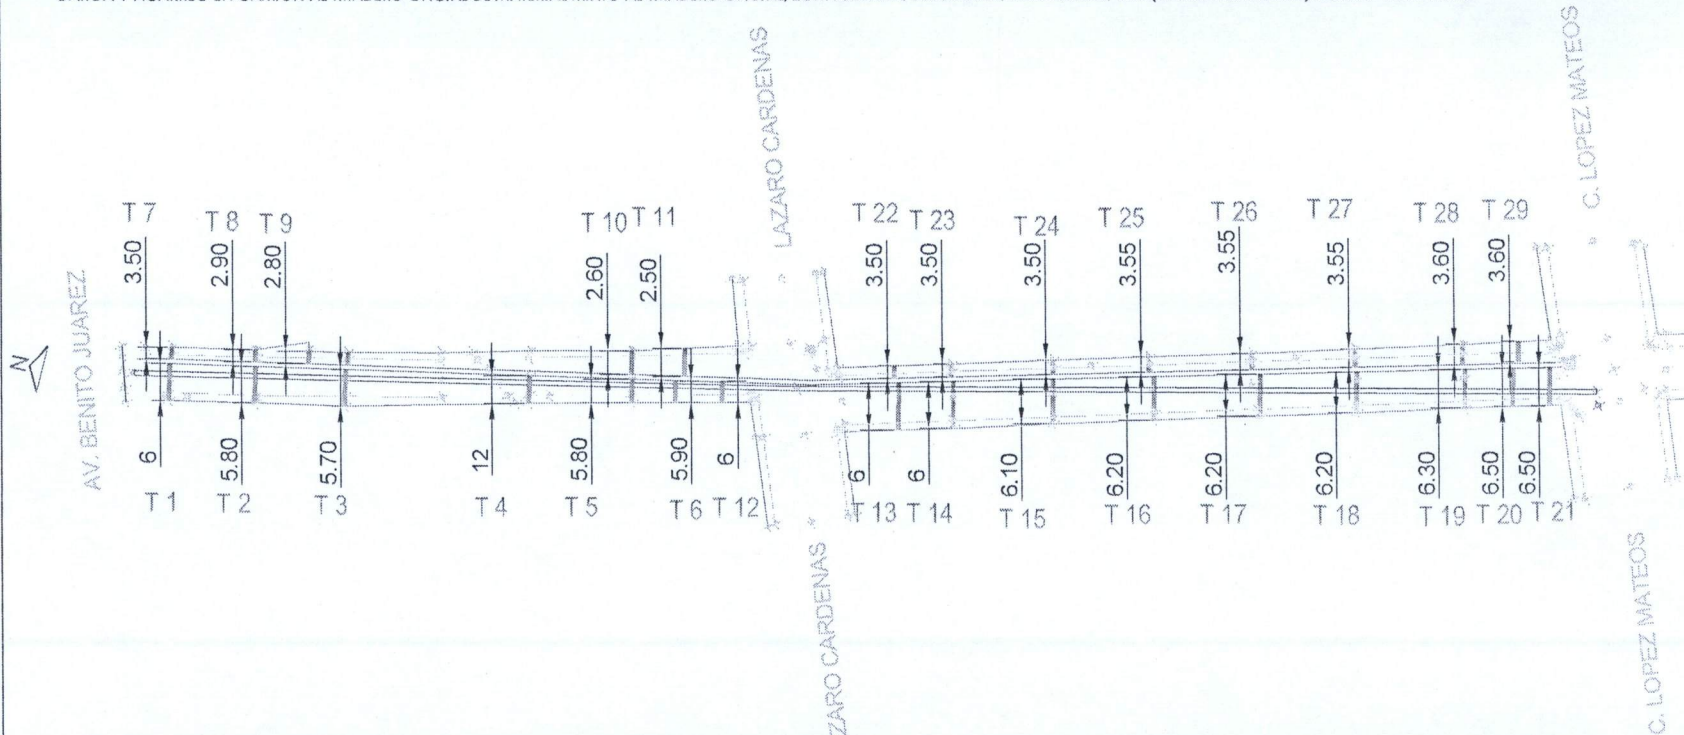 LAZARO CARDENAS
C. LOPEZ MATEOS
N
AV. BENITO JUAREZ
T 7
T 8
T 9
T 10
T 11
T 22
T 23
T 24
T 25
T 26
T 27
T 28
T 29
3.50
2.90
2.80
2.60
2.50
3.50
3.50
3.50
3.55
3.55
3.55
3.60
3.60
6
5.80
5.70
12
5.80
5.90
6
6
6
6.10
6.20
6.20
6.20
6.30
6.50
6.50
T 1
T 2
T 3
T 4
T 5
T 6
T 12
T 13
T 14
T 15
T 16
T 17
T 18
T 19
T 20
T 21
ZARO CARDENAS
C. LOPEZ MATEOS